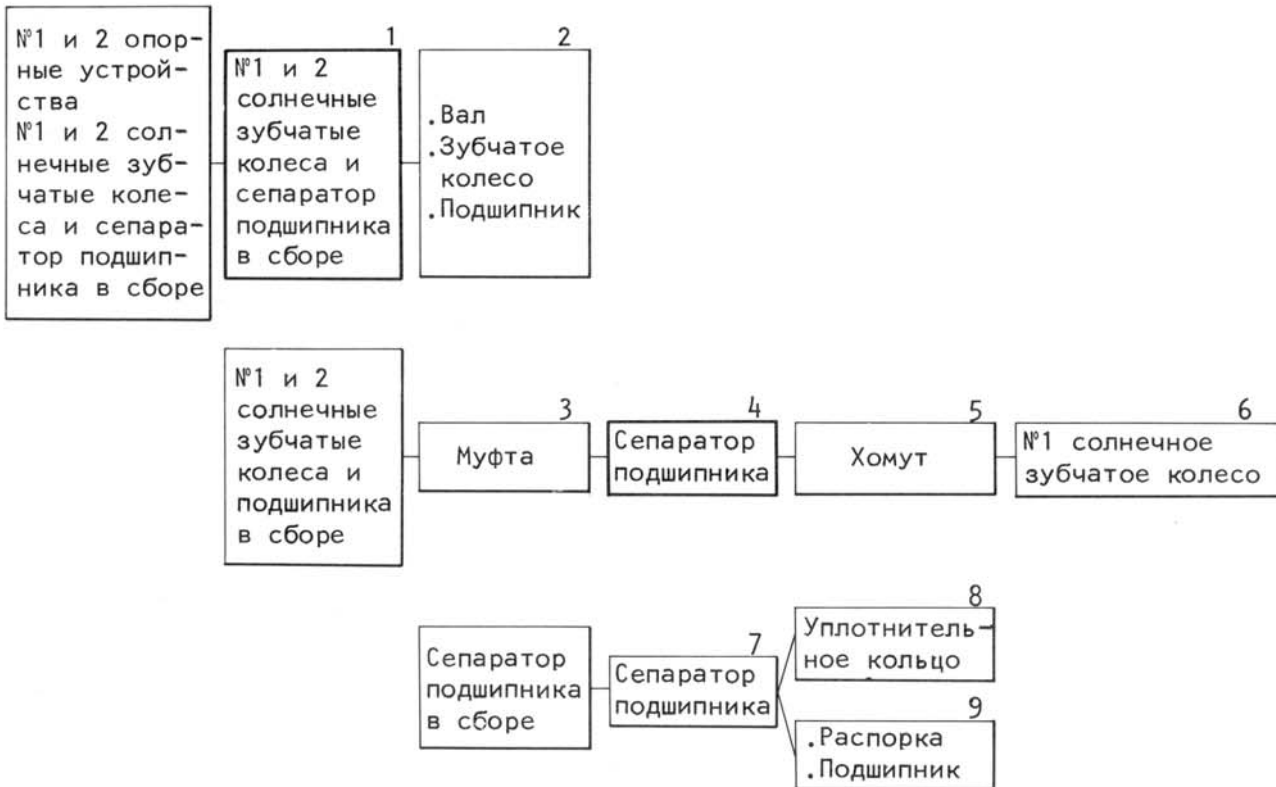 №1 и 2 опор-
ные устрой-
ства
№1 и 2 сол-
нечные зуб-
чатые коле-
са и сепара-
тор подшип-
ника в сборе
1
№1 и 2
солнечные
зубчатые
колеса и
сепаратор
подшипника
в сборе
2
.Вал
.Зубчатое
колесо
.Подшипник
№1 и 2
солнечные
зубчатые
колеса и
подшипника
в сборе
3
Муфта
4
Сепаратор
подшипника
5
Хомут
6
№1 солнечное
зубчатое колесо
Сепаратор
подшипника
в сборе
7
Сепаратор
подшипника
8
Уплотнитель-
ное кольцо
9
.Распорка
.Подшипник